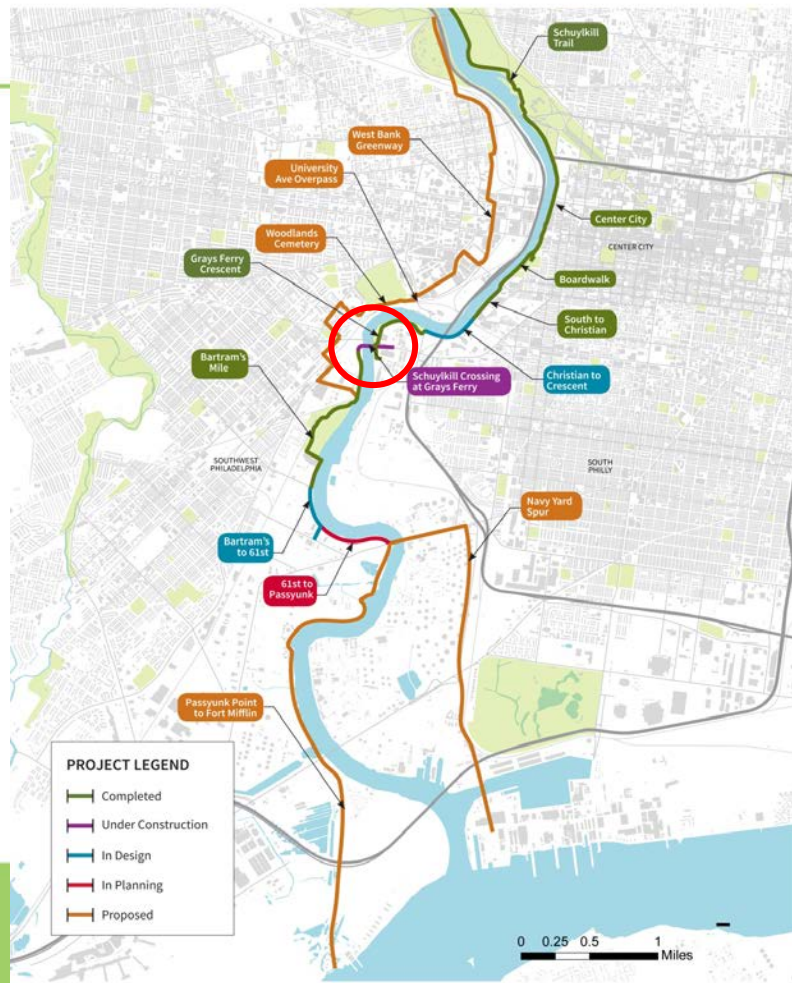 Schuylkill
Trail
West Bank
Greenway
University
Ave Overpass
Woodlands
Cemetery
Center City
CENTER CITY
Grays Ferry
Crescent
Boardwalk
South to
Christian
Bartram's
Mile
Schuylkill Crossing
at Grays Ferry
Christian to
Crescent
SOUTHWEST
PHILADELPHIA
SOUTH
PHILLY
Navy Yard
Spur
Bartram's
to 61st
61st to
Passyunk
Passyunk Point
to Fort Mifflin
PROJECT LEGEND
Completed
Under Construction
In Design
In Planning
Proposed
0 0.25 0.5 1
Miles